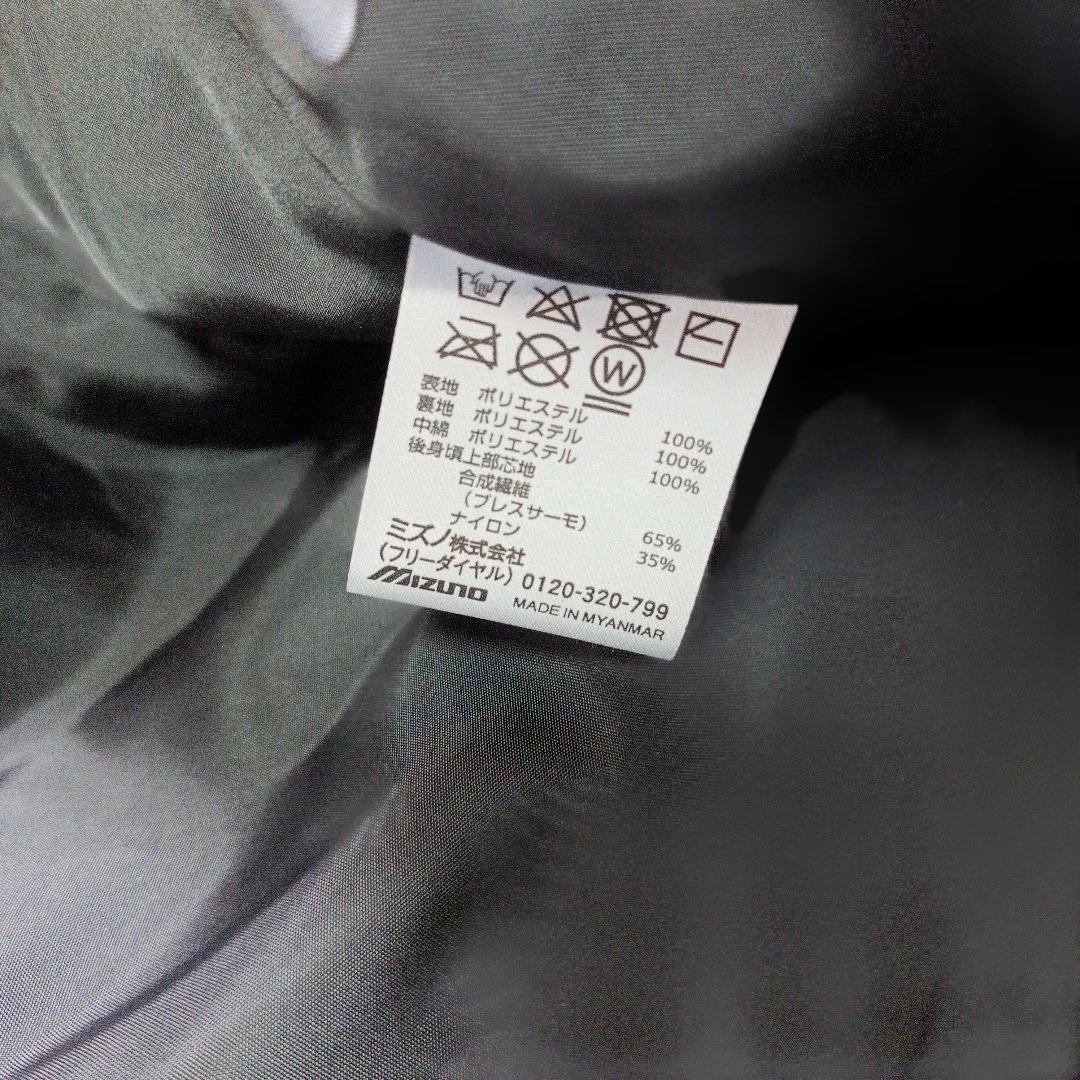 W
表地 ポリエステル 100%
裏地 ポリエステル 100%
中綿 ポリエステル 100%
後身頃上部芯地
合成繊維
(ブレスサーモ) 65%
ナイロン 35%
ミズノ株式会社
(フリーダイヤル) 0120-320-799
MIZUNO MADE IN MYANMAR